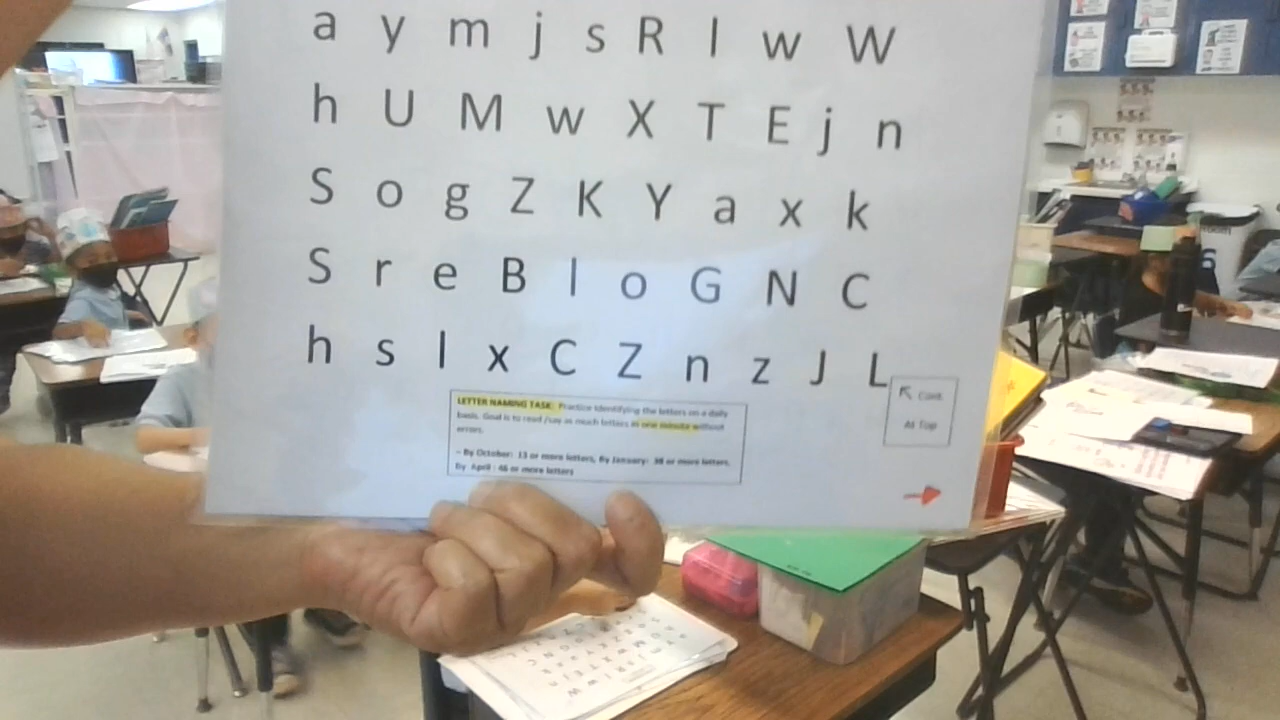 a y m j s R l w W
h U M w X T E j n
S o g Z K Y a x k
S r e B l o G N C
h s l x C Z n z J L
Cont.
At Top
LETTER NAMING TASK: Practice identifying the letters on a daily
basis. Goal is to read /say as much letters in one minute without
errors.
~ By October: 13 or more letters, By January: 38 or more letters,
By April : 46 or more letters